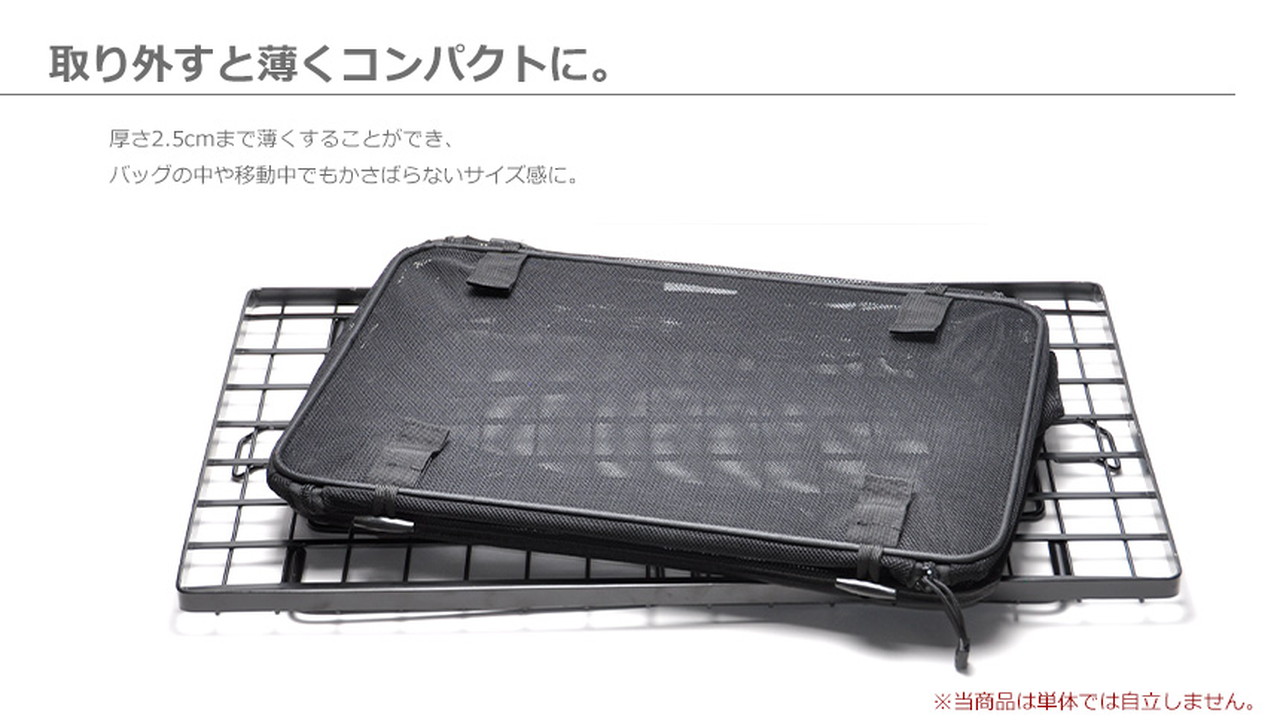 取り外すと薄くコンパクトに。
厚さ2.5cmまで薄くすることができ、
バッグの中や移動中でもかさばらないサイズ感に。
※当商品は単体では自立しません。